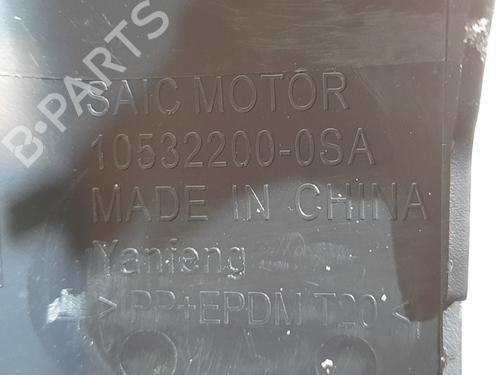 B-PARTS
SAIC MOTOR
10532200-0SA
MADE IN CHINA
Yanfeng
>PP+EPDM T20<